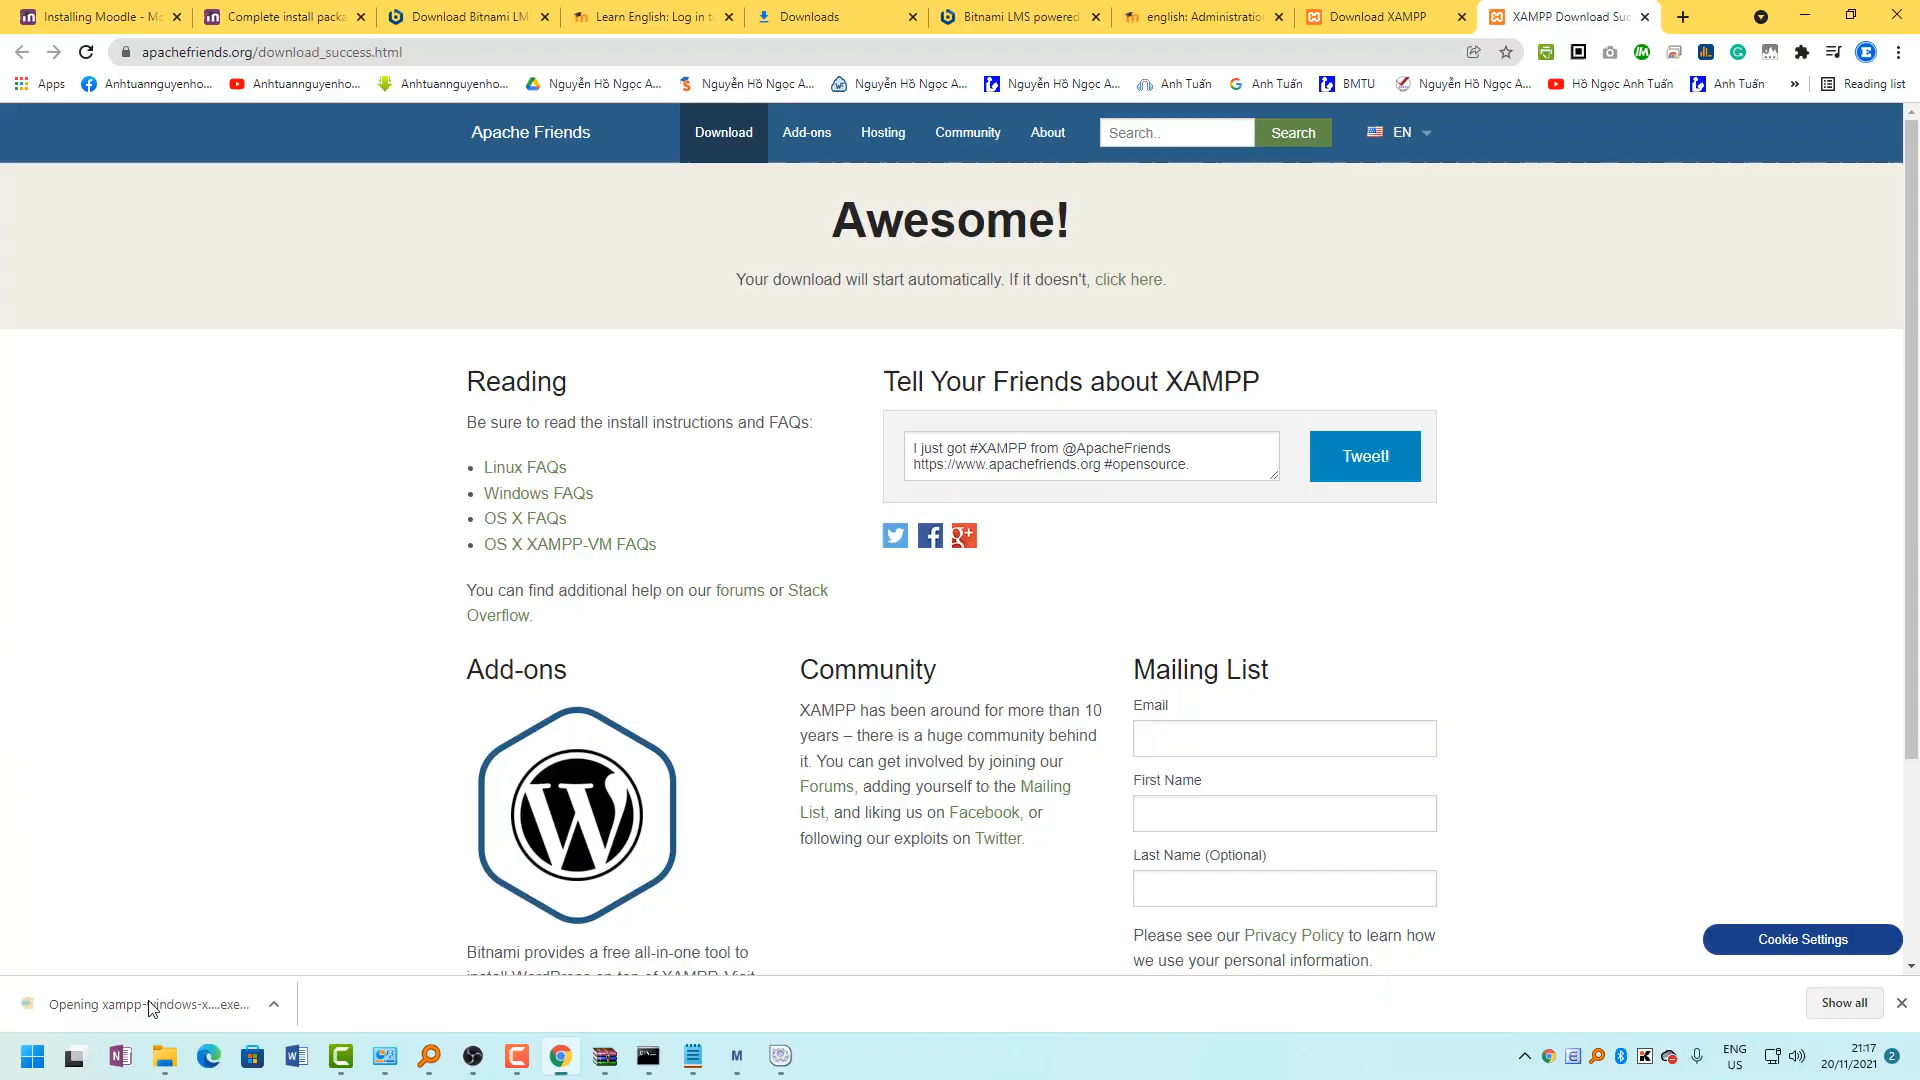 Installing Moodle - Mo
Complete install packa
Download Bitnami LM
Learn English: Log in to
Downloads
Bitnami LMS powered
english: Administratio
Download XAMPP
XAMPP Download Suc
apachefriends.org/download_success.html
Apps
Anhtuannguyenho...
Anhtuannguyenho...
Anhtuannguyenho...
Nguyễn Hồ Ngọc A...
Nguyễn Hồ Ngọc A...
Nguyễn Hồ Ngọc A...
Nguyễn Hồ Ngọc A...
Anh Tuấn
Anh Tuấn
BMTU
Nguyễn Hồ Ngọc A...
Hồ Ngọc Anh Tuấn
Anh Tuấn
»
Reading list
Apache Friends
Download
Add-ons
Hosting
Community
About
Search..
Search
EN
Awesome!
Your download will start automatically. If it doesn't, click here.
Reading
Be sure to read the install instructions and FAQs:
• Linux FAQs
• Windows FAQs
• OS X FAQs
• OS X XAMPP-VM FAQs
You can find additional help on our forums or Stack
Overflow.
Tell Your Friends about XAMPP
I just got #XAMPP from @ApacheFriends
https://www.apachefriends.org #opensource.
Tweet!
Add-ons
Bitnami provides a free all-in-one tool to
install WordPress on top of XAMPP. Visit
Community
XAMPP has been around for more than 10
years – there is a huge community behind
it. You can get involved by joining our
Forums, adding yourself to the Mailing
List, and liking us on Facebook, or
following our exploits on Twitter.
Mailing List
Email
First Name
Last Name (Optional)
Please see our Privacy Policy to learn how
we use your personal information.
Cookie Settings
Opening xampp-windows-x....exe...
Show all
ENG
US
21:17
20/11/2021
2